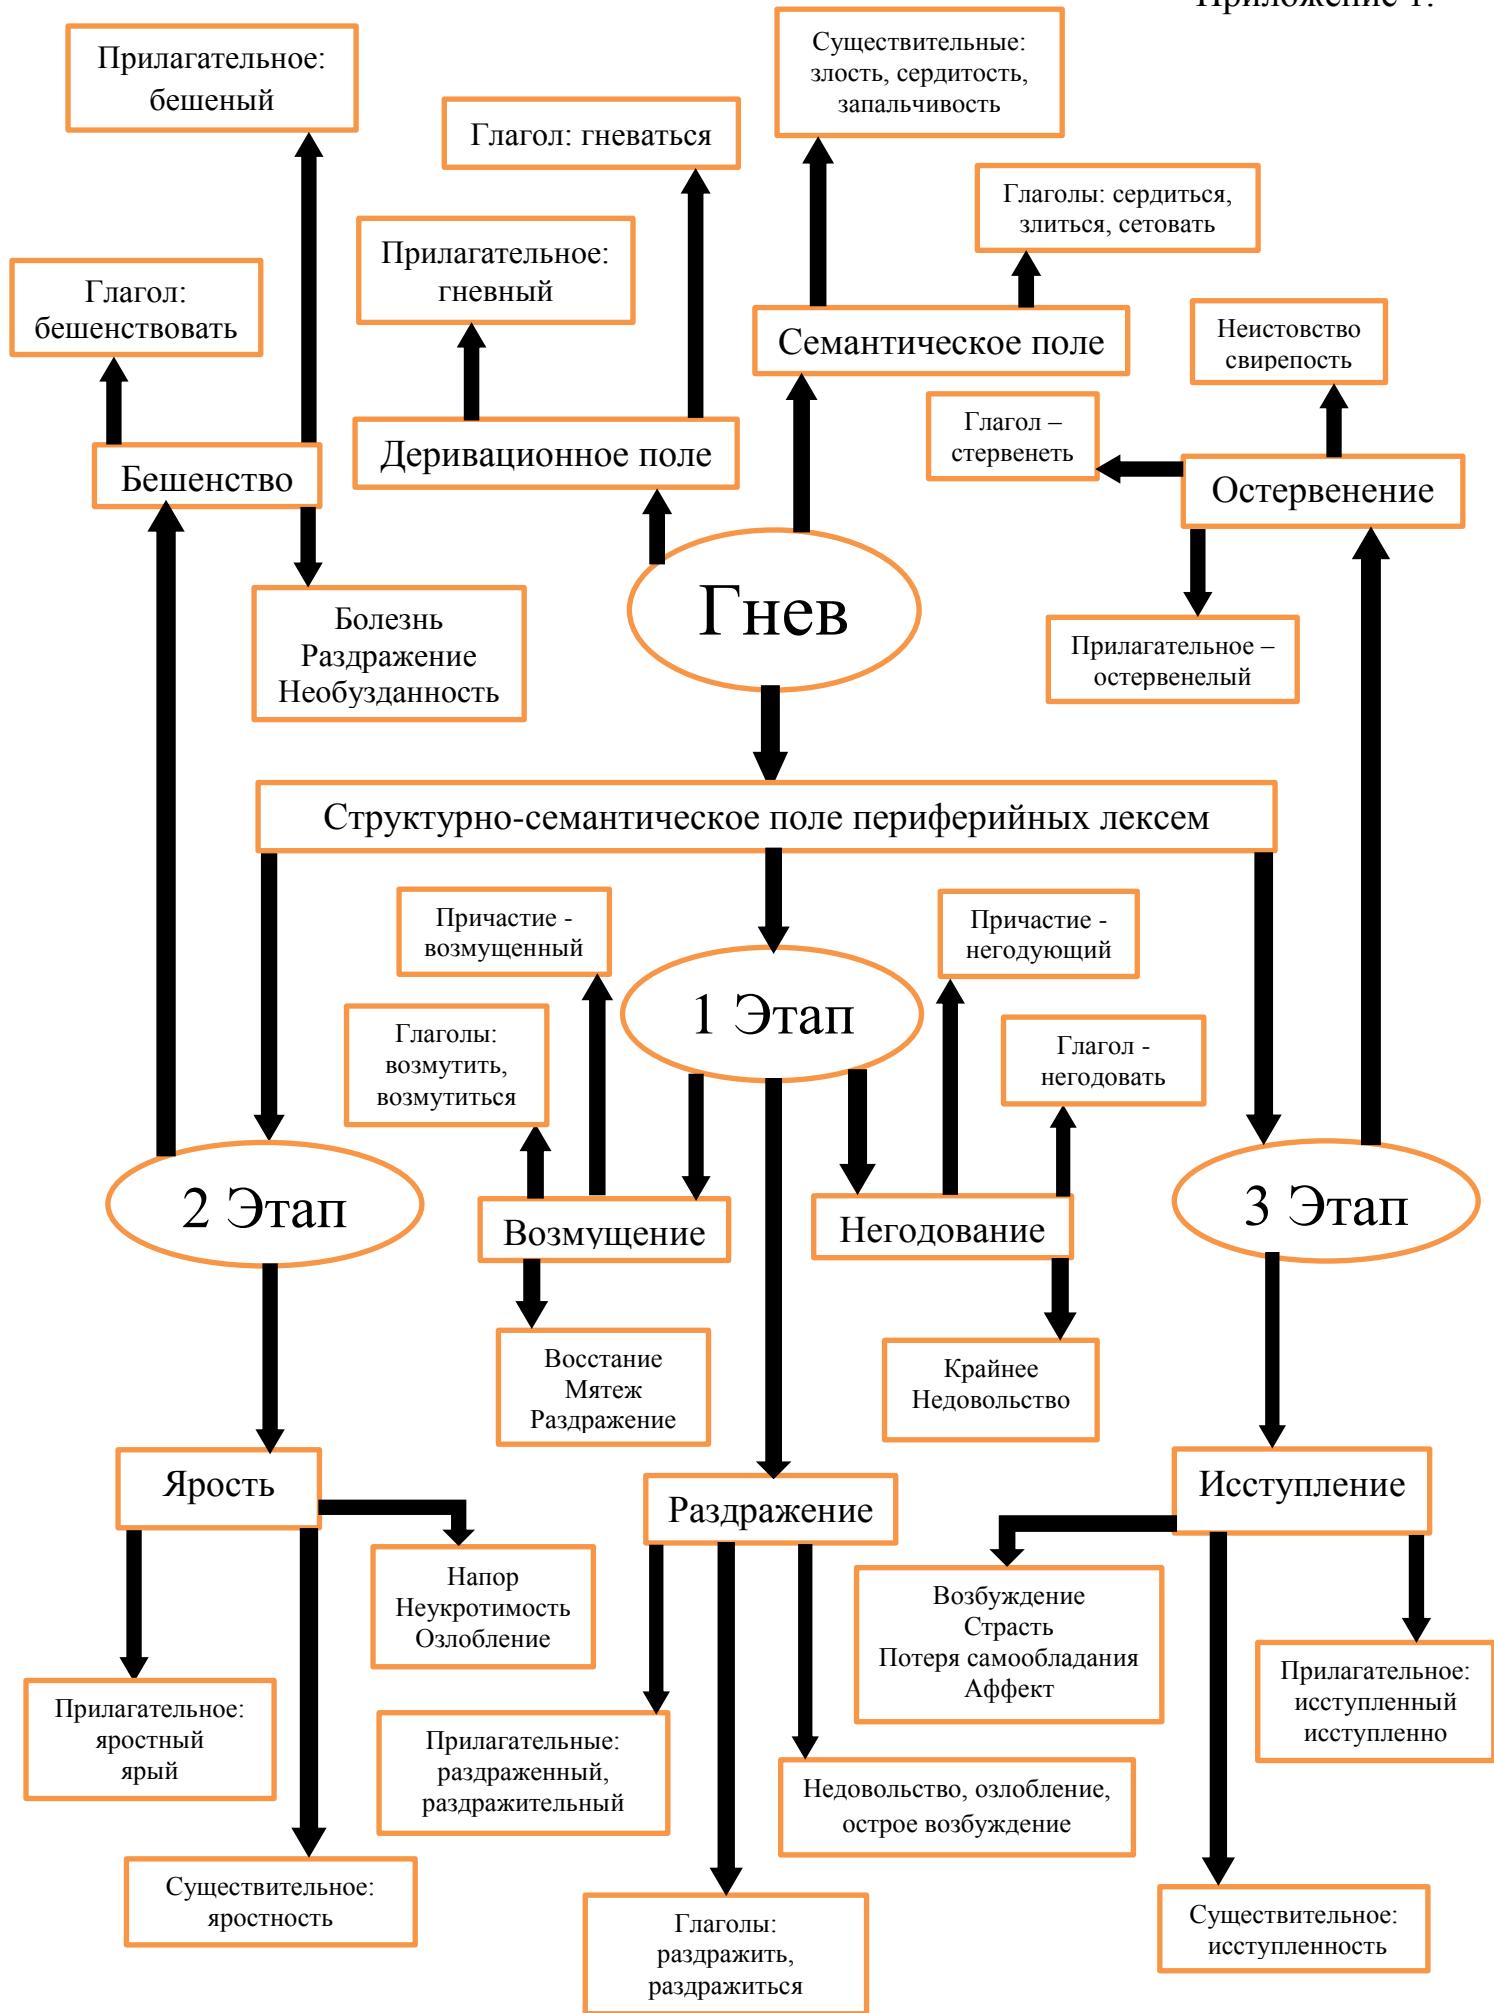 Приложение 1.
Существительные:
злость, сердитость,
запальчивость
Прилагательное:
бешеный
Глагол: гневаться
Глаголы: сердиться,
злиться, сетовать
Прилагательное:
гневный
Глагол:
бешенствовать
Семантическое поле
Неистовство
свирепость
Глагол –
стервенеть
Деривационное поле
Бешенство
Остервенение
Гнев
Болезнь
Раздражение
Необузданность
Прилагательное –
остервенелый
Структурно-семантическое поле периферийных лексем
Причастие -
возмущенный
Причастие -
негодующий
1 Этап
Глаголы:
возмутить,
возмутиться
Глагол -
негодовать
2 Этап
Возмущение
Негодование
3 Этап
Восстание
Мятеж
Раздражение
Крайнее
Недовольство
Ярость
Раздражение
Исступление
Напор
Неукротимость
Озлобление
Возбуждение
Страсть
Потеря самообладания
Аффект
Прилагательное:
яростный
ярый
Прилагательные:
раздраженный,
раздражительный
Недовольство, озлобление,
острое возбуждение
Прилагательное:
исступленный
исступленно
Существительное:
яростность
Глаголы:
раздражить,
раздражиться
Существительное:
исступленность